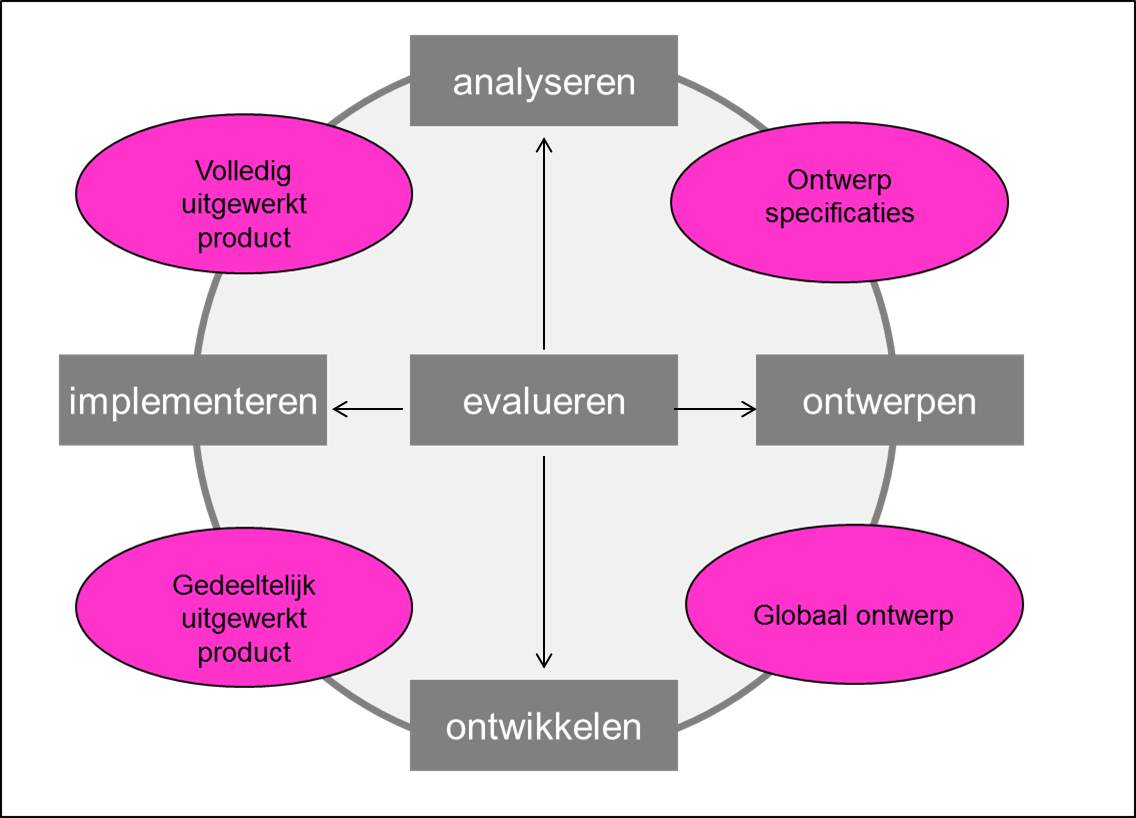 analyseren
Volledig
uitgewerkt
product
Ontwerp
specificaties
implementeren
evalueren
ontwerpen
Gedeeltelijk
uitgewerkt
product
Globaal ontwerp
ontwikkelen